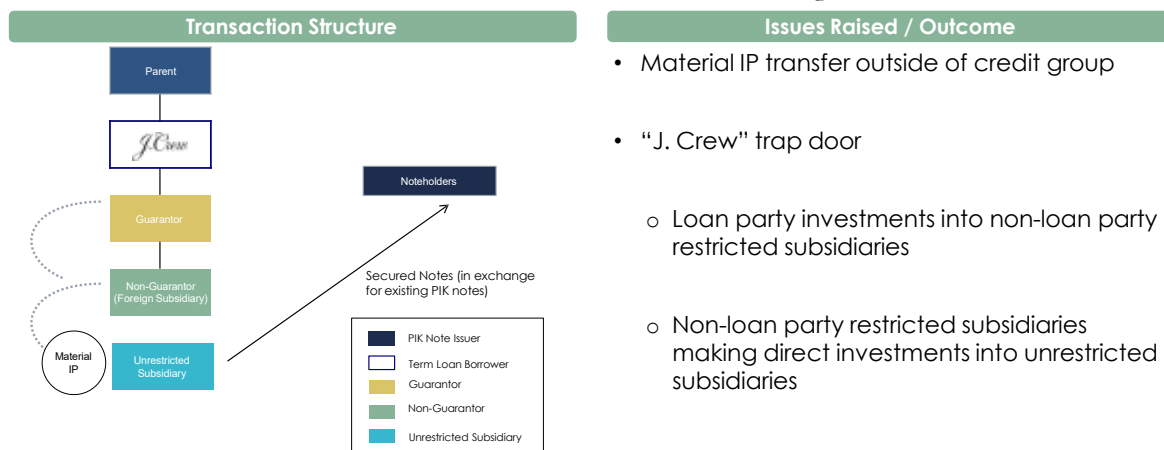 Transaction Structure
Parent
J.Crew
Guarantor
Non-Guarantor
(Foreign Subsidiary)
Material
IP
Unrestricted
Subsidiary
Noteholders
Secured Notes (in exchange
for existing PIK notes)
PIK Note Issuer
Term Loan Borrower
Guarantor
Non-Guarantor
Unrestricted Subsidiary
Issues Raised / Outcome
• Material IP transfer outside of credit group
• “J. Crew” trap door
o Loan party investments into non-loan party
restricted subsidiaries
o Non-loan party restricted subsidiaries
making direct investments into unrestricted
subsidiaries